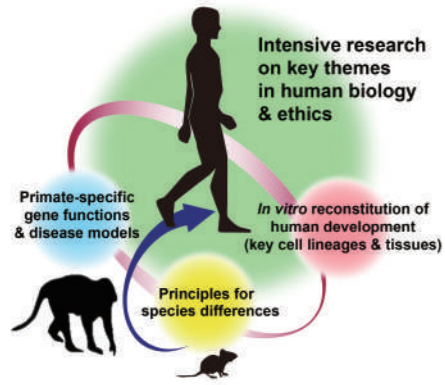 Intensive research
on key themes
in human biology
& ethics
Primate-specific
gene functions
& disease models
In vitro reconstitution of
human development
(key cell lineages & tissues)
Principles for
species differences